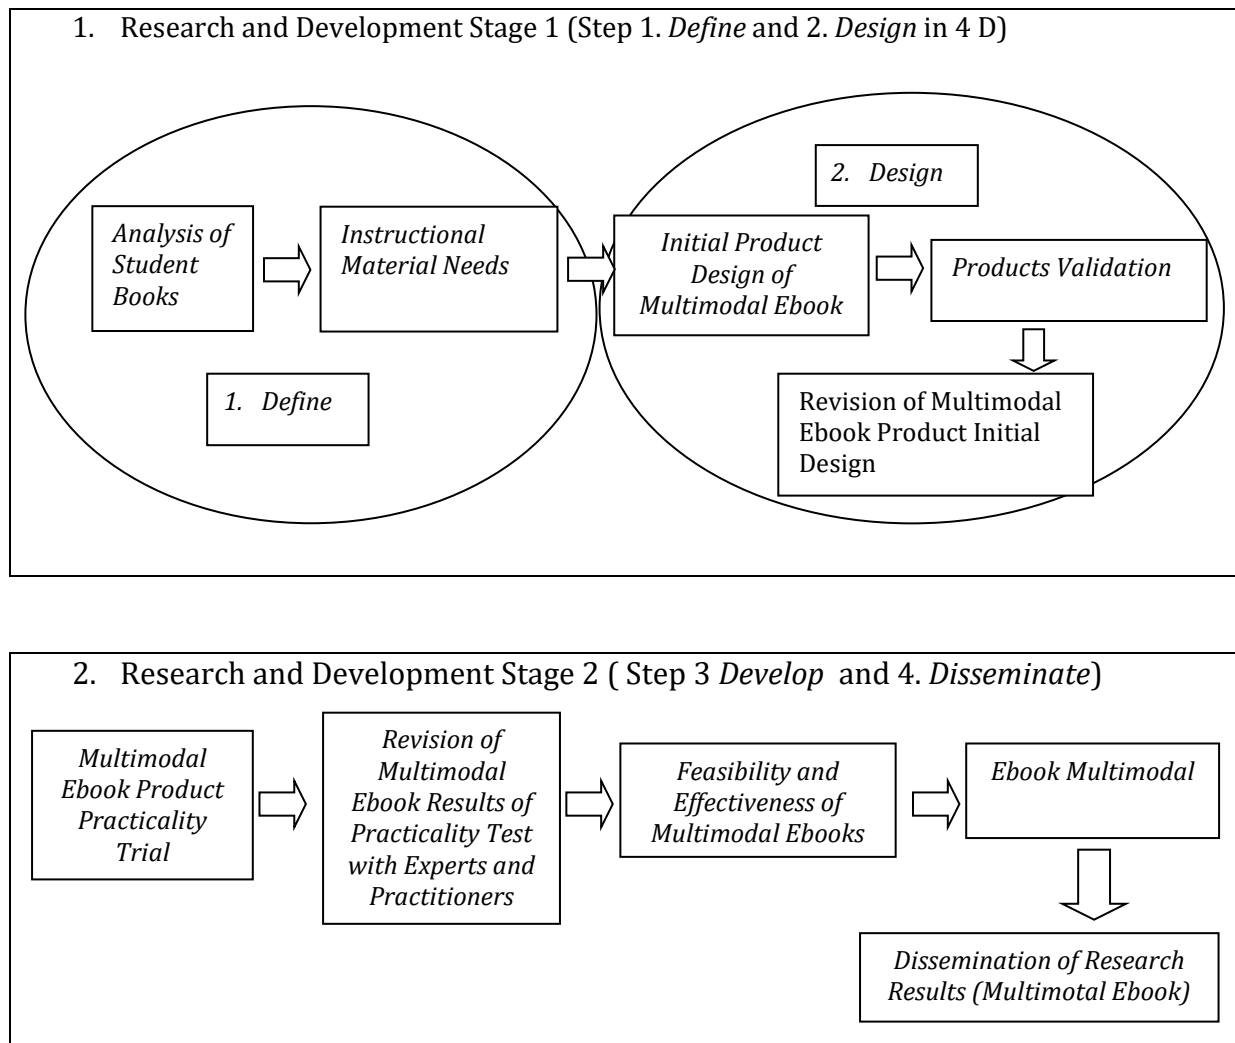 1. Research and Development Stage 1 (Step 1. Define and 2. Design in 4 D)
2. Design
Analysis of
Student
Books
Instructional
Material Needs
Initial Product
Design of
Multimodal Ebook
Products Validation
1. Define
Revision of Multimodal
Ebook Product Initial
Design
2. Research and Development Stage 2 ( Step 3 Develop and 4. Disseminate)
Multimodal
Ebook Product
Practicality
Trial
Revision of
Multimodal
Ebook Results of
Practicality Test
with Experts and
Practitioners
Feasibility and
Effectiveness of
Multimodal Ebooks
Ebook Multimodal
Dissemination of Research
Results (Multimotal Ebook)